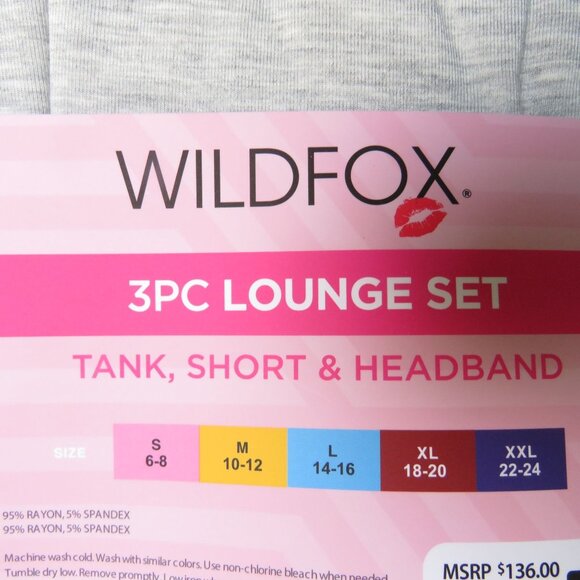 WILDFOX®
3PC LOUNGE SET
TANK, SHORT & HEADBAND
SIZE
S
6-8
M
10-12
L
14-16
XL
18-20
XXL
22-24
95% RAYON, 5% SPANDEX
95% RAYON, 5% SPANDEX
Machine wash cold. Wash with similar colors. Use non-chlorine bleach when needed.
Tumble dry low. Remove promptly. Low iron
MSRP $136.00